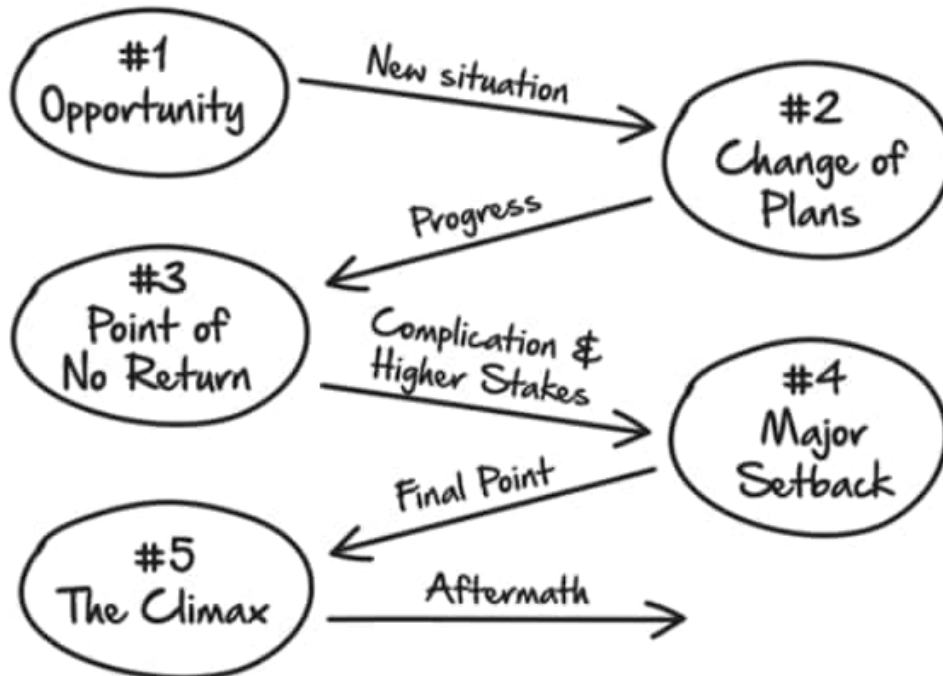 #1
Opportunity
New situation
#2
Change of
Plans
Progress
#3
Point of
No Return
Complication &
Higher Stakes
#4
Major
Setback
Final Point
#5
The Climax
Aftermath